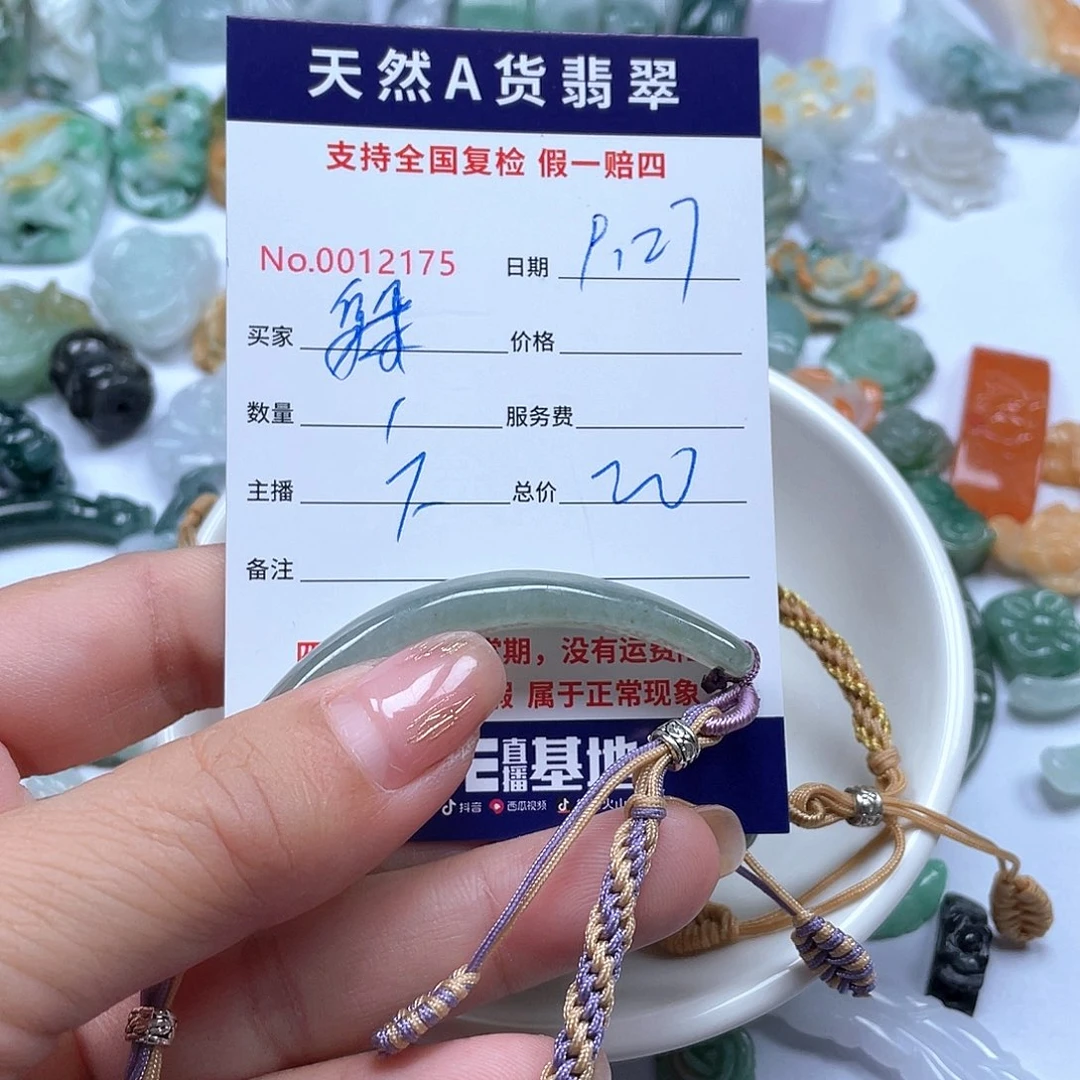 天然A货翡翠
支持全国复检 假一赔四
No.0012175 日期 9.27
买家 价格
数量 1 服务费
主播 总价 20
备注
期，没有运费
属于正常现象
直播基地
抖音 西瓜视频 火山